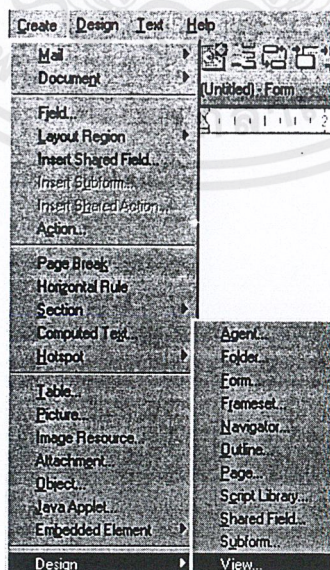 Create Design Text Help
Mail
Document
(Untitled) - Form
Field...
Layout Region
Insert Shared Field...
Insert Subform...
Insert Shared Action...
Action...
Page Break
Horizontal Rule
Section
Computed Text...
Hotspot
Table...
Picture...
Image Resource...
Attachment...
Object...
Java Applet...
Embedded Element
Design
Agent...
Folder...
Form...
Frameset...
Navigator...
Outline...
Page...
Script Library...
Shared Field...
Subform...
View...